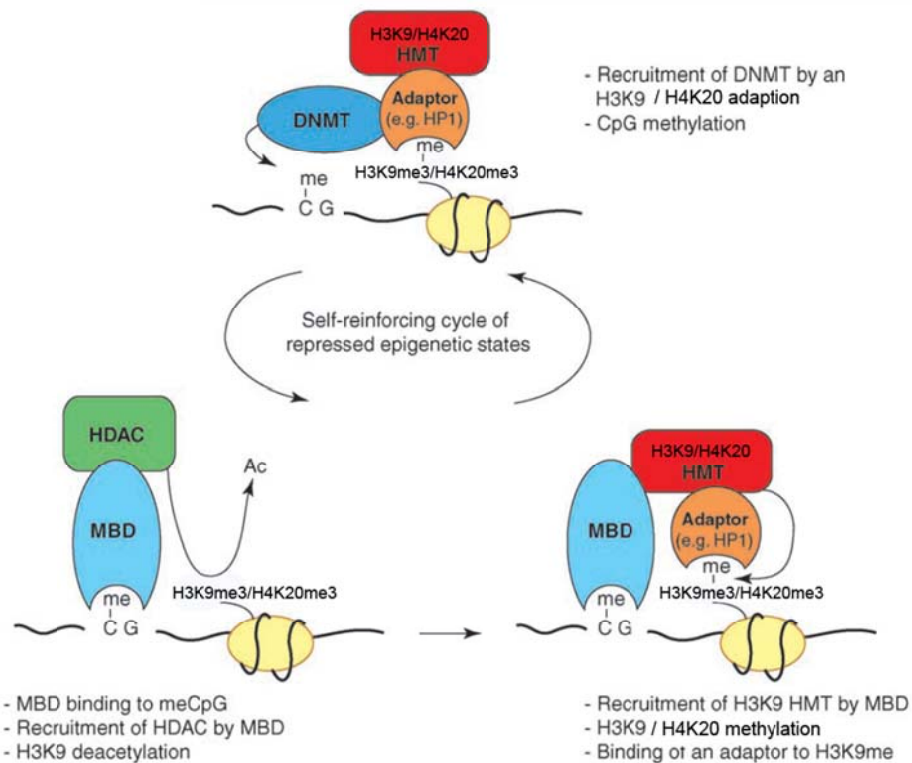 H3K9/H4K20
HMT
Adaptor
(e.g. HP1)
DNMT
me
H3K9me3/H4K20me3
me
C G
- Recruitment of DNMT by an
H3K9 / H4K20 adaption
- CpG methylation
Self-reinforcing cycle of
repressed epigenetic states
HDAC
Ac
MBD
H3K9me3/H4K20me3
me
C G
- MBD binding to meCpG
- Recruitment of HDAC by MBD
- H3K9 deacetylation
H3K9/H4K20
HMT
MBD
Adaptor
(e.g. HP1)
me
H3K9me3/H4K20me3
me
C G
- Recruitment of H3K9 HMT by MBD
- H3K9 / H4K20 methylation
- Binding of an adaptor to H3K9me